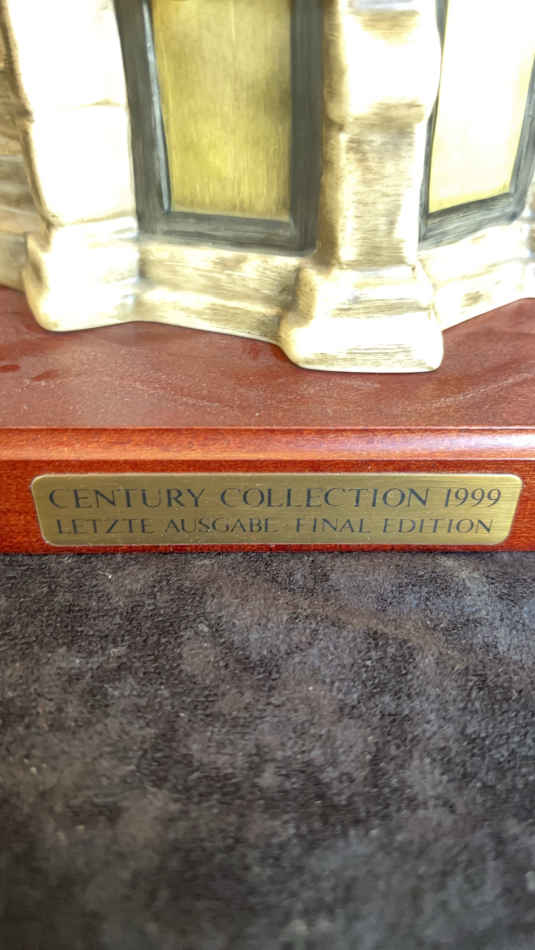 CENTURY COLLECTION 1999
LETZTE AUSGABE · FINAL EDITION